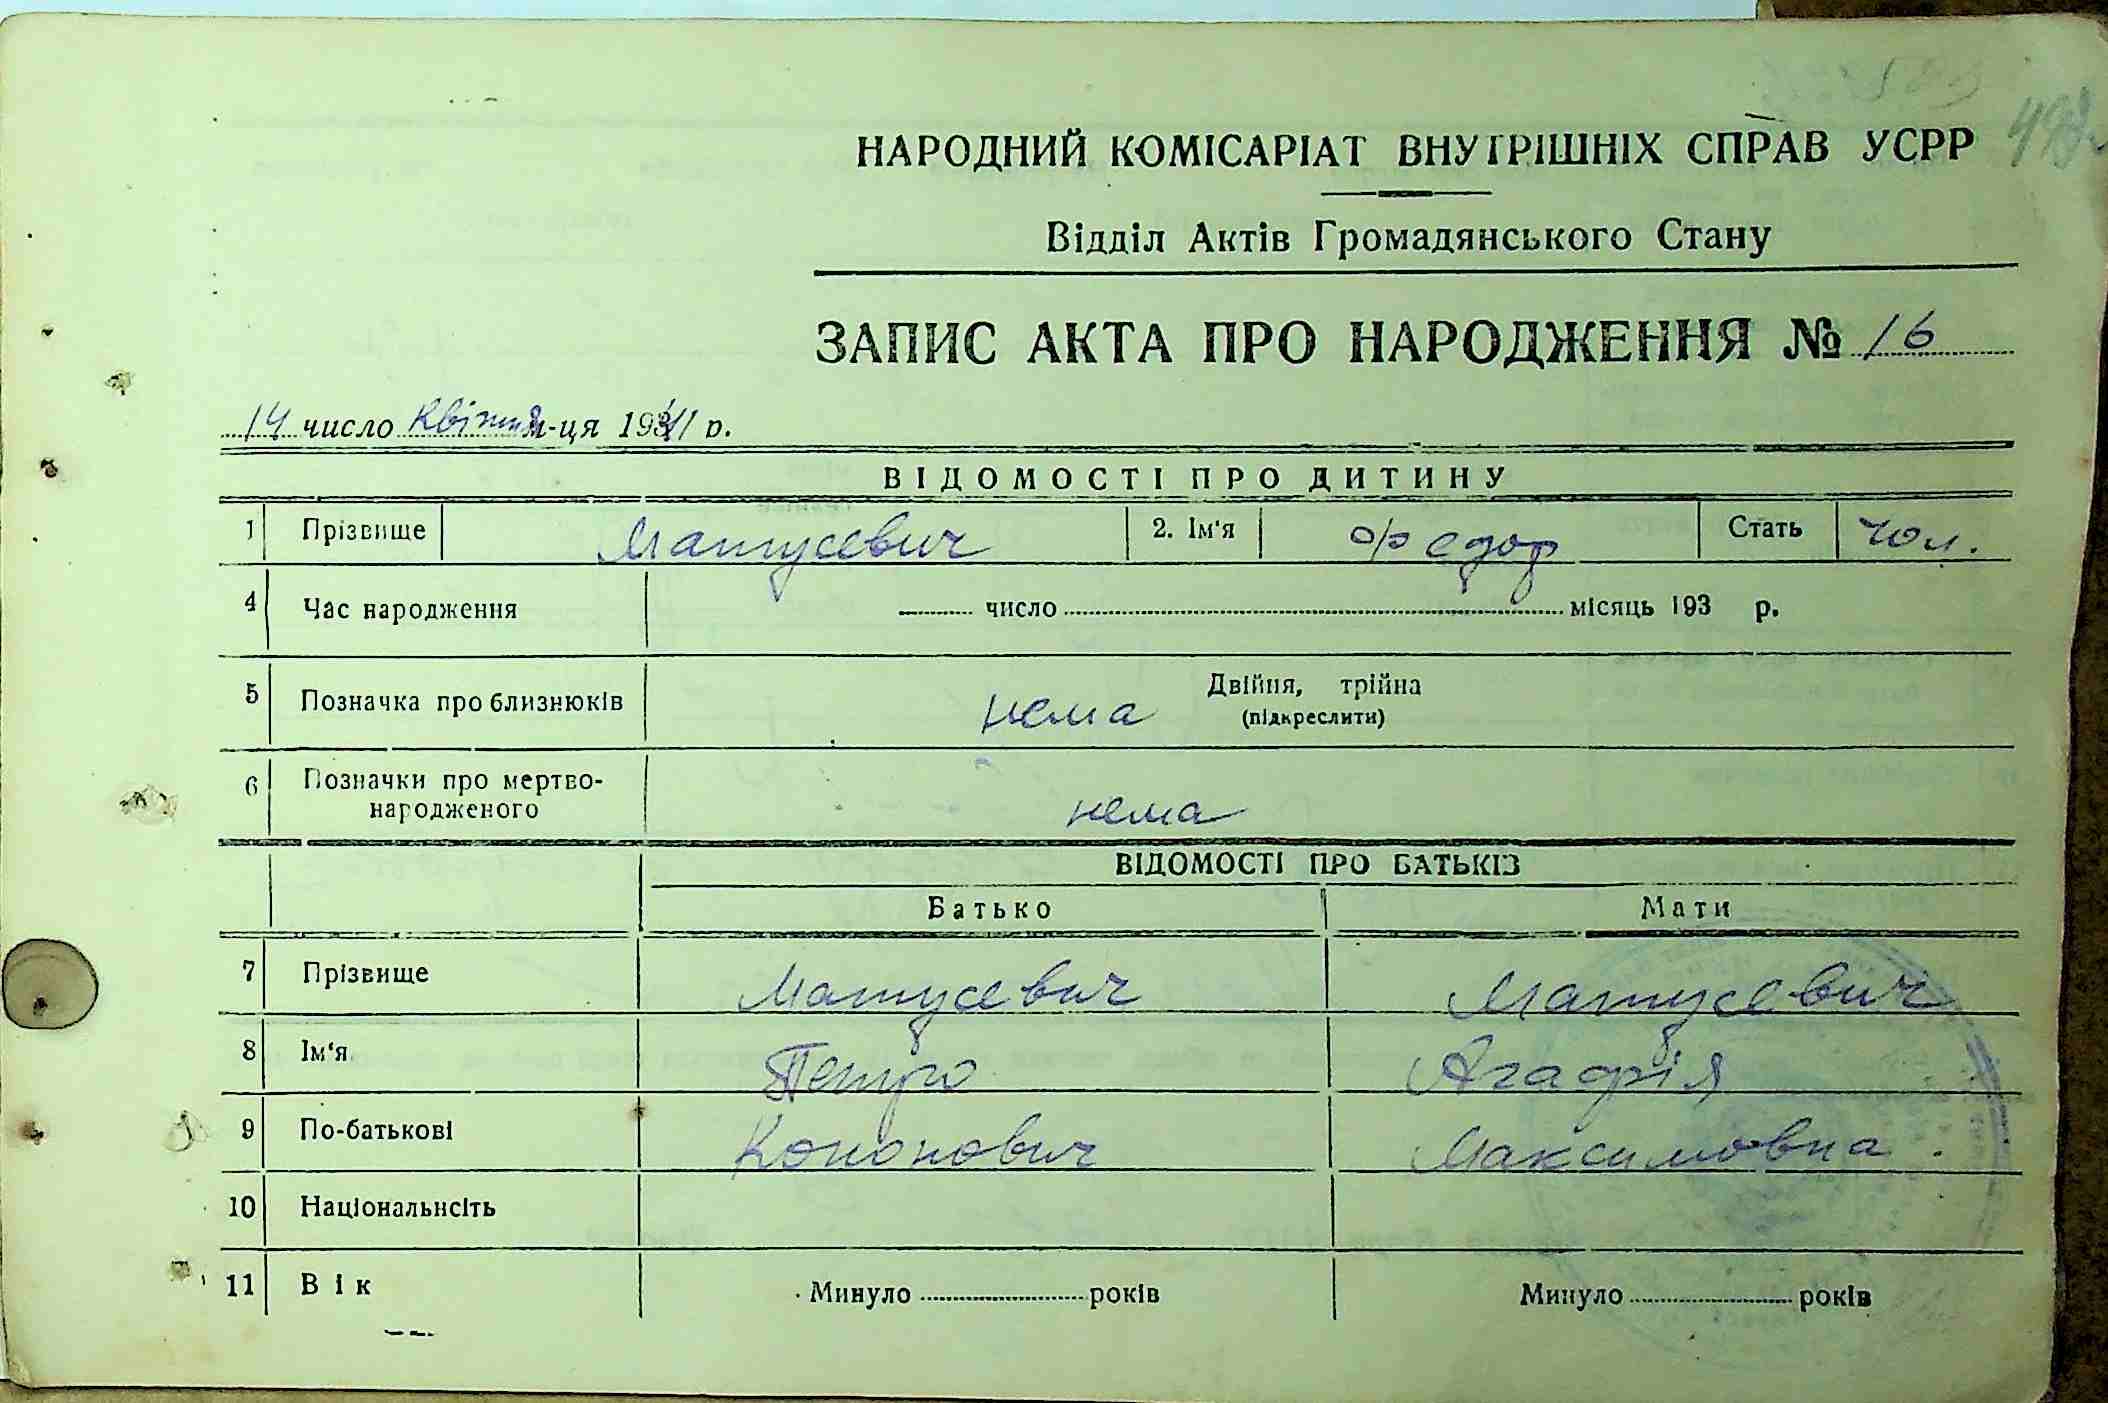 НАРОДНИЙ КОМІСАРІАТ ВНУТРІШНІХ СПРАВ УСРР
Відділ Актів Громадянського Стану
ЗАПИС АКТА ПРО НАРОДЖЕННЯ № 16
14 число Квітня м-ця 1941 р.
ВІДОМОСТІ ПРО ДИТИНУ
1 Прізвище Матусевич 2. Ім'я Федор Стать чол.
4 Час народження число місяць 193 р.
5 Позначка про близнюків нема Двійня, трійна
(підкреслити)
6 Позначки про мертво-
народженого нема
ВІДОМОСТІ ПРО БАТЬКІВ
Батько Мати
7 Прізвище Матусевич Матусевич
8 Ім'я Петро Агафія
9 По-батькові Кононович Максимовна
10 Національнсіть
11 Вік Минуло років Минуло років